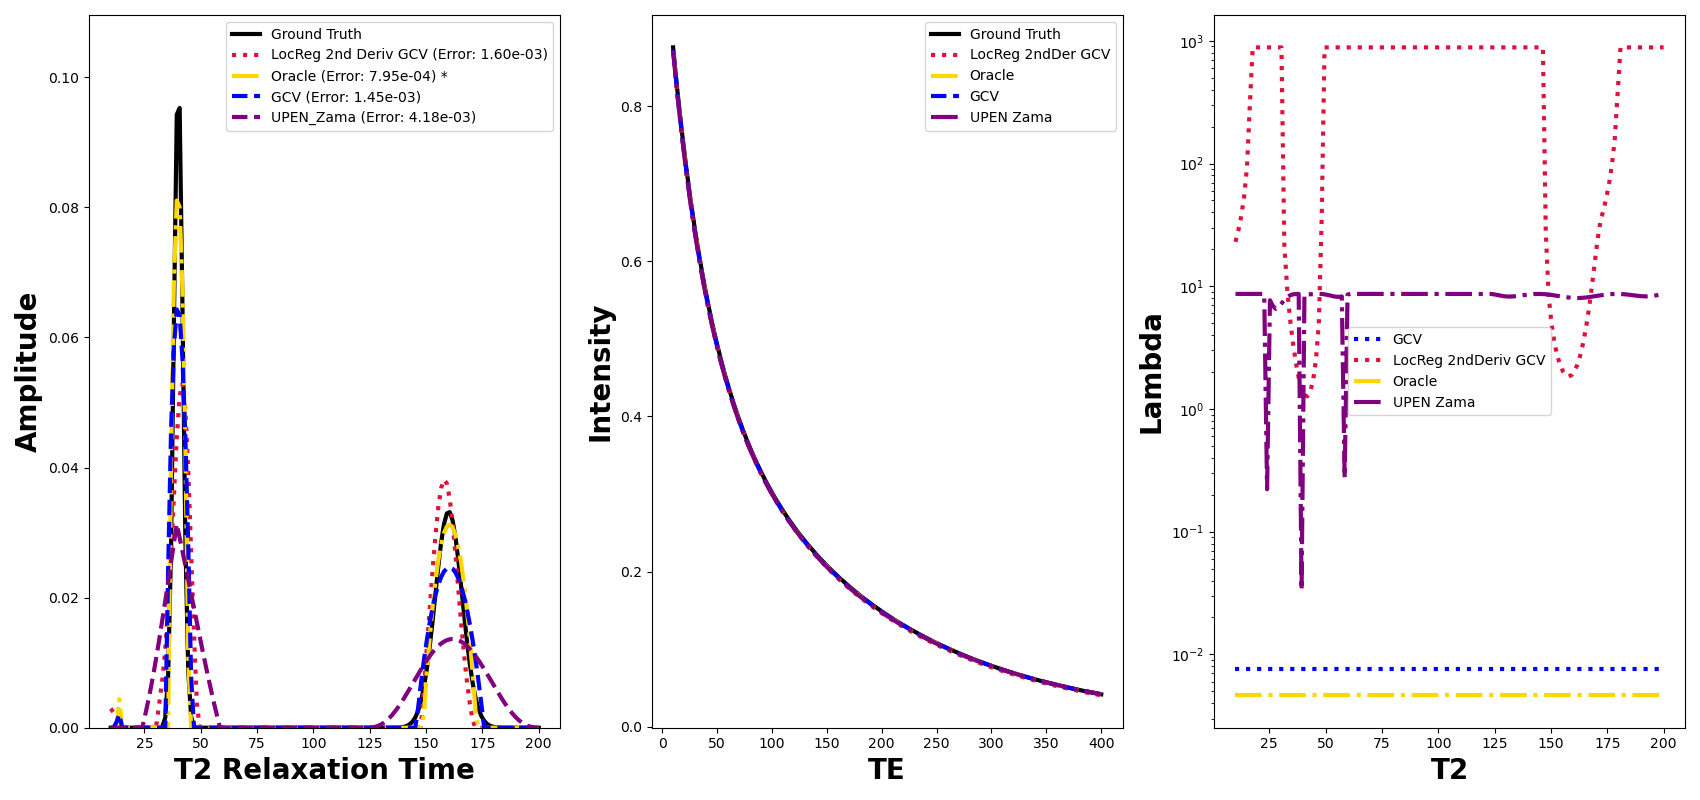 Amplitude
0.10
0.08
0.06
0.04
0.02
0.00
Ground Truth
LocReg 2nd Deriv GCV (Error: 1.60e-03)
Oracle (Error: 7.95e-04) *
GCV (Error: 1.45e-03)
UPEN_Zama (Error: 4.18e-03)
25 50 75 100 125 150 175 200
T2 Relaxation Time
Intensity
0.8
0.6
0.4
0.2
0.0
Ground Truth
LocReg 2ndDer GCV
Oracle
GCV
UPEN Zama
0 50 100 150 200 250 300 350 400
TE
Lambda
10³
10²
10¹
10⁰
10⁻¹
10⁻²
GCV
LocReg 2ndDeriv GCV
Oracle
UPEN Zama
25 50 75 100 125 150 175 200
T2